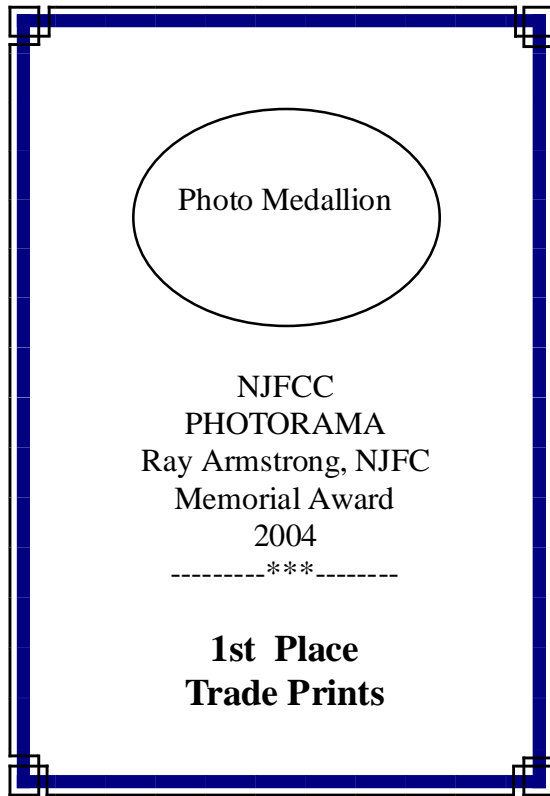 Photo Medallion
NJFCC
PHOTORAMA
Ray Armstrong, NJFC
Memorial Award
2004
---------***--------
1st  Place
Trade Prints